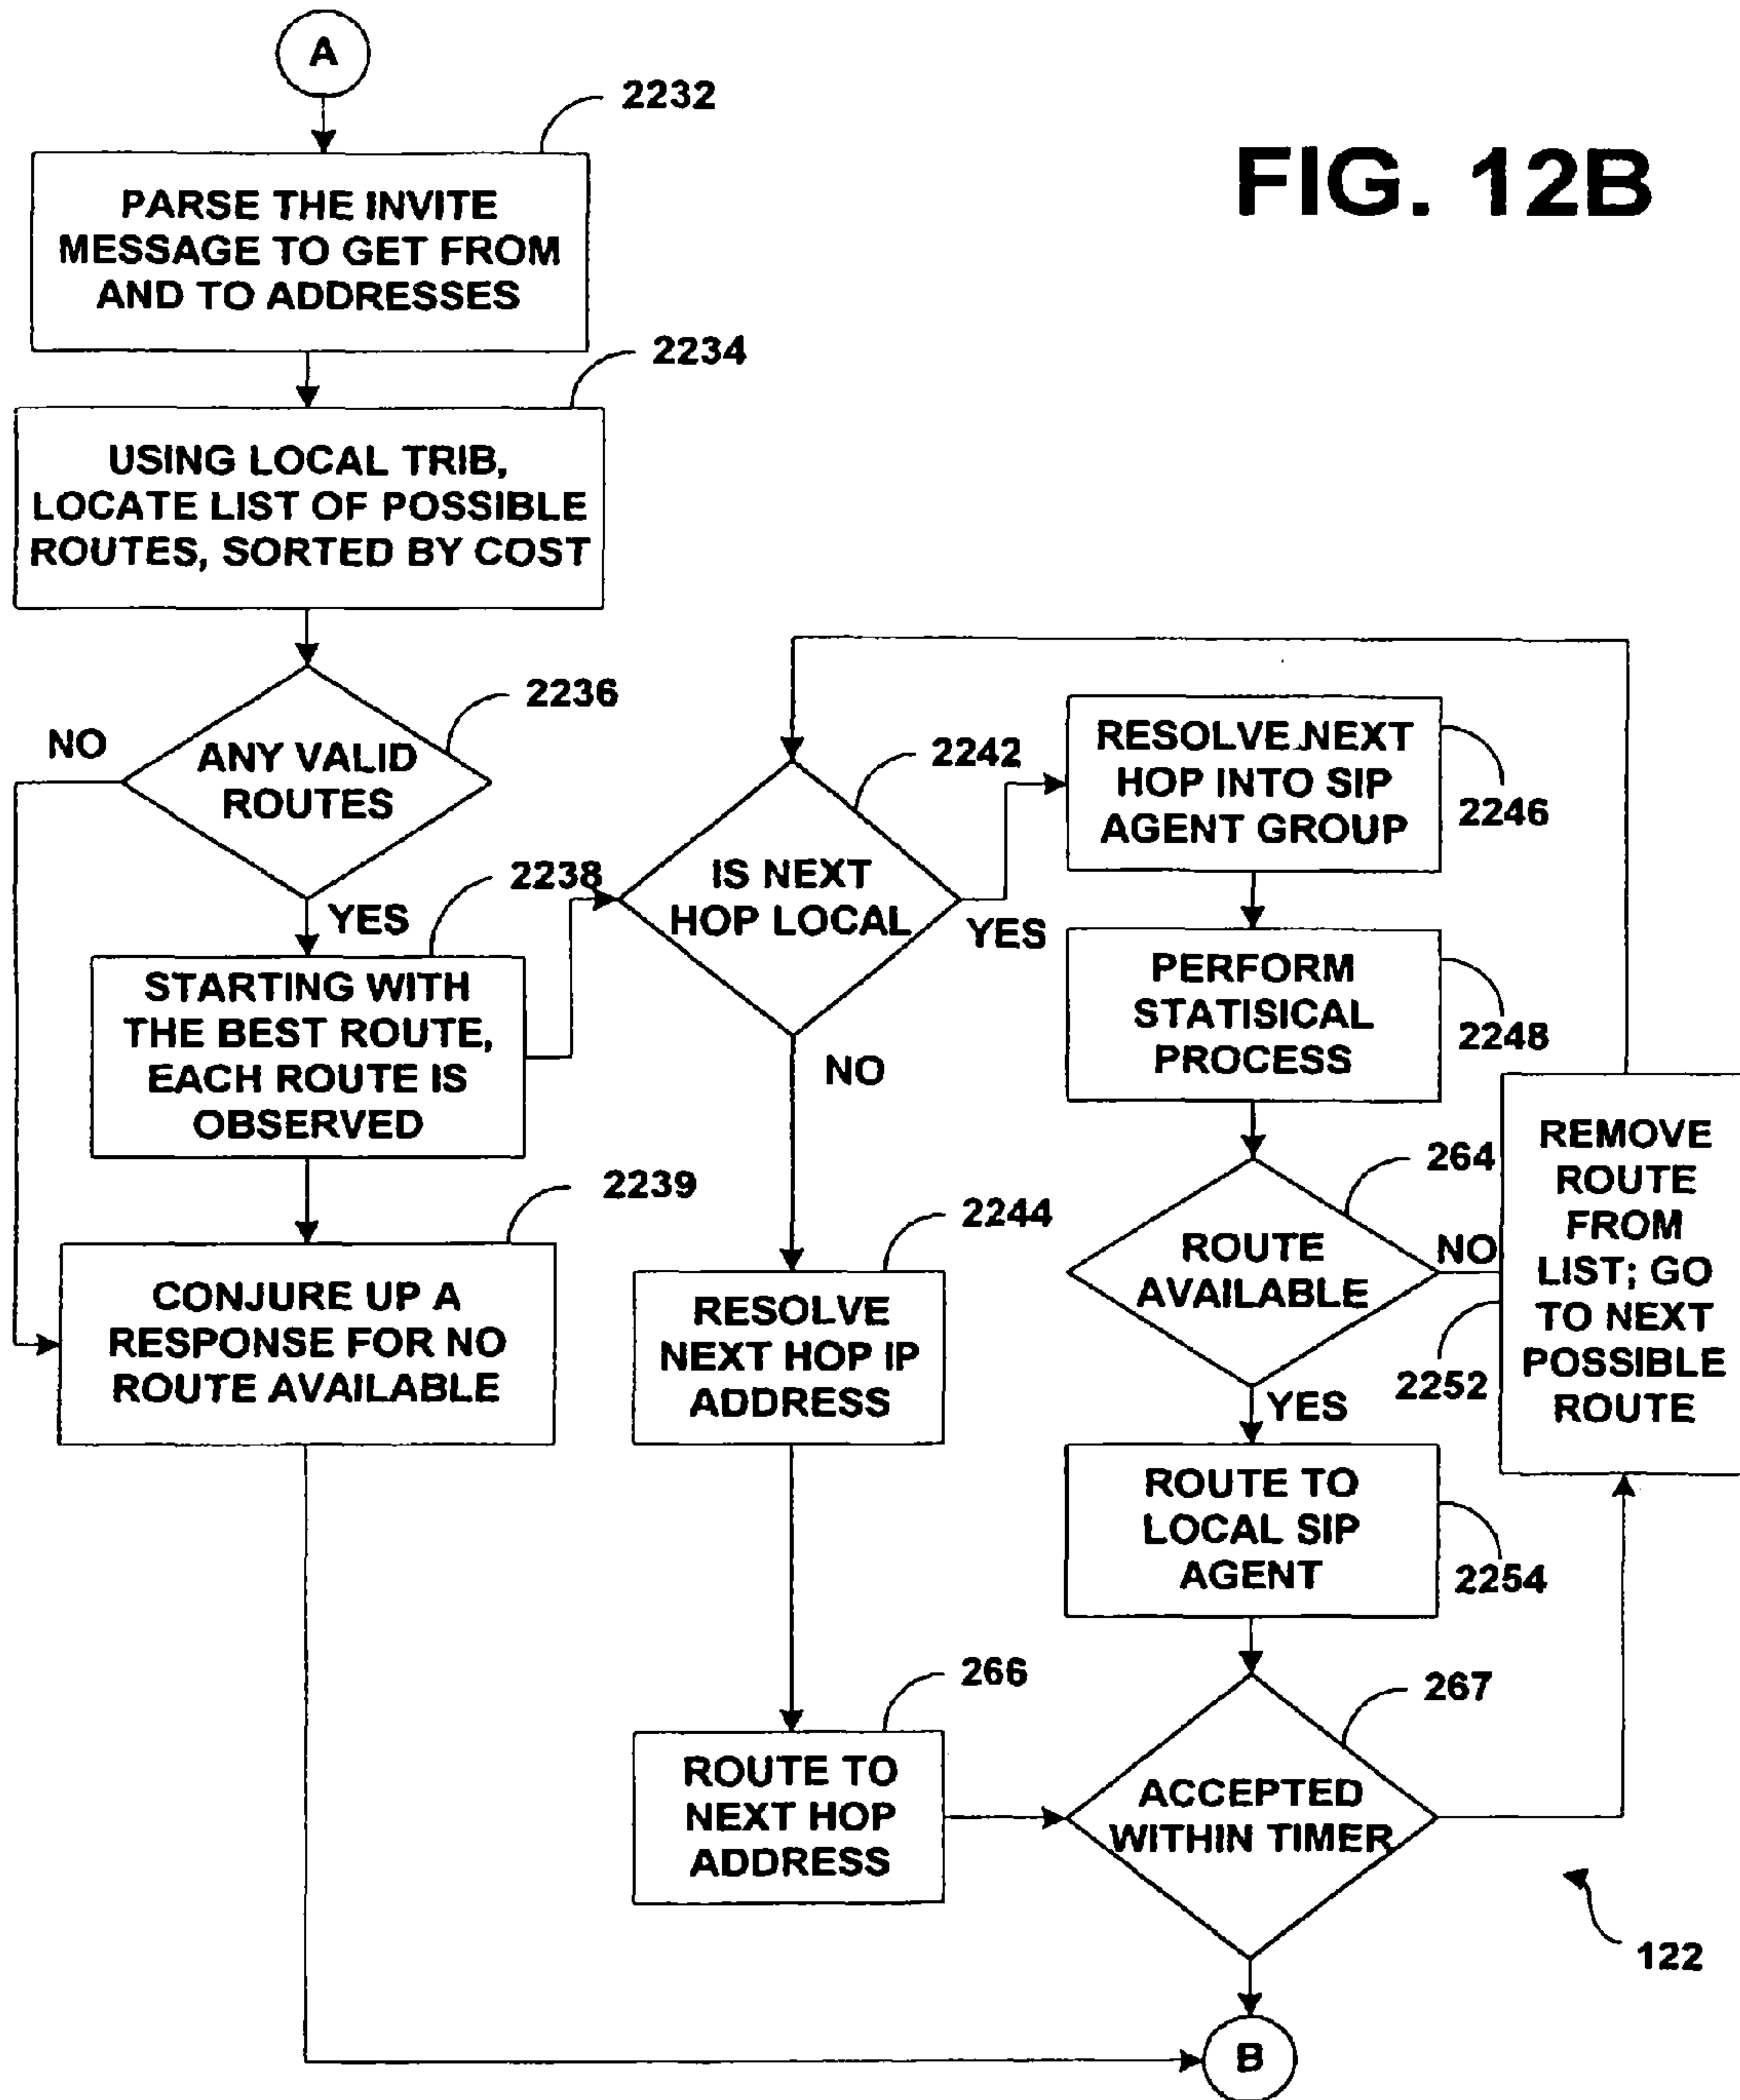 A
2232
FIG. 12B
PARSE THE INVITE
MESSAGE TO GET FROM
AND TO ADDRESSES
2234
USING LOCAL TRIB,
LOCATE LIST OF POSSIBLE
ROUTES, SORTED BY COST
2236
NO
ANY VALID
ROUTES
YES
2238
STARTING WITH
THE BEST ROUTE,
EACH ROUTE IS
OBSERVED
2239
CONJURE UP A
RESPONSE FOR NO
ROUTE AVAILABLE
2242
IS NEXT
HOP LOCAL
YES
NO
2244
RESOLVE
NEXT HOP IP
ADDRESS
266
ROUTE TO
NEXT HOP
ADDRESS
RESOLVE NEXT
HOP INTO SIP
AGENT GROUP
2246
PERFORM
STATISICAL
PROCESS
2248
264
ROUTE
AVAILABLE
NO
YES
2252
REMOVE
ROUTE
FROM
LIST; GO
TO NEXT
POSSIBLE
ROUTE
ROUTE TO
LOCAL SIP
AGENT
2254
267
ACCEPTED
WITHIN TIMER
122
B